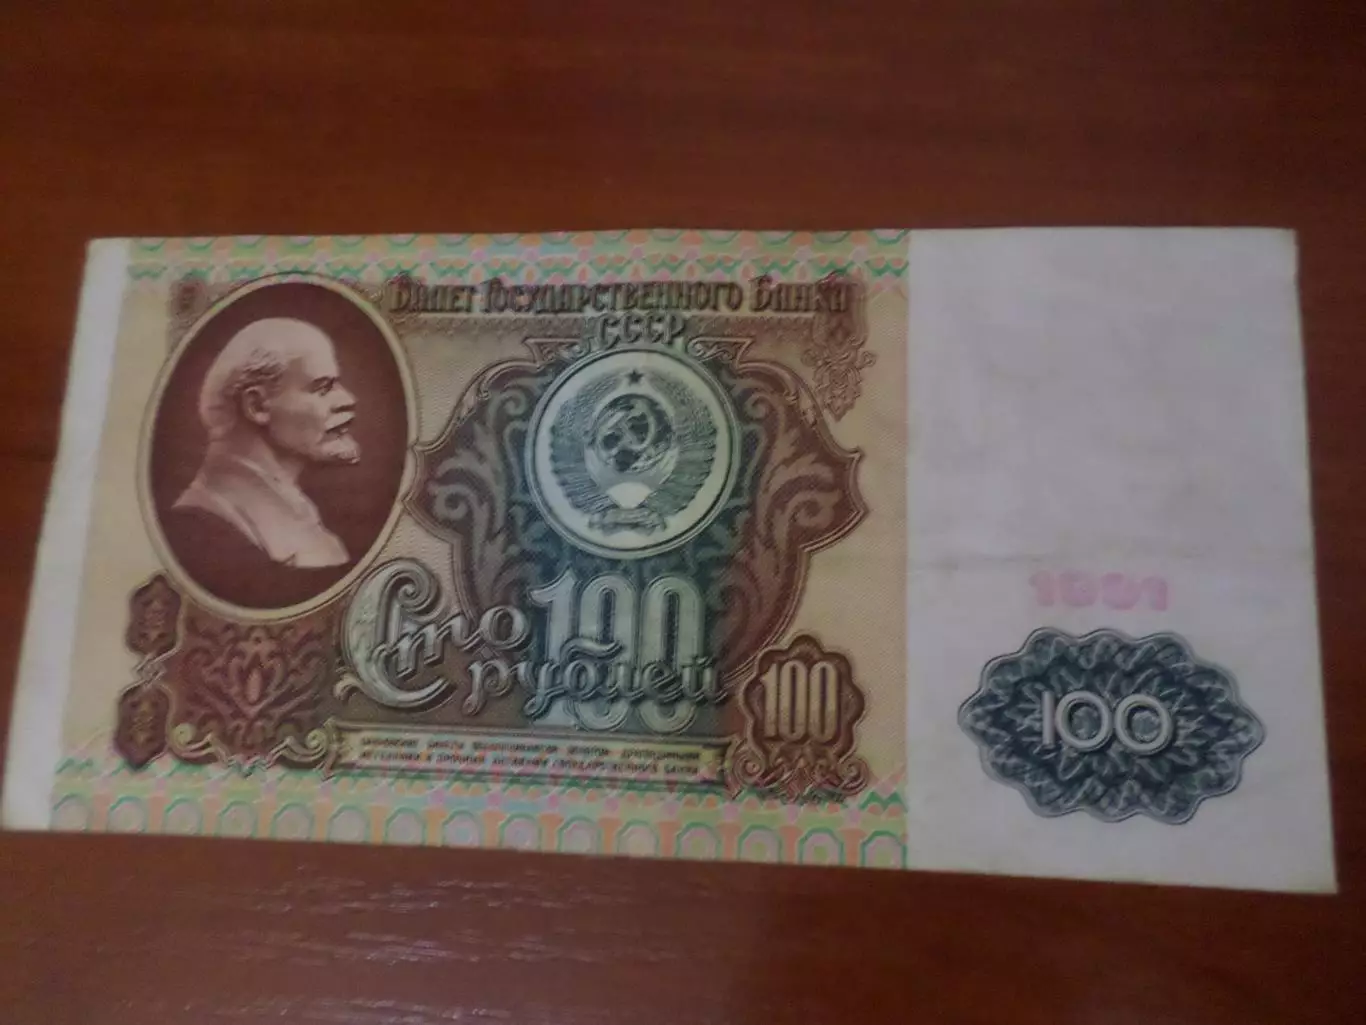 Билет Государственного Банка
СССР
Сто 100
рублей
100
1991
100